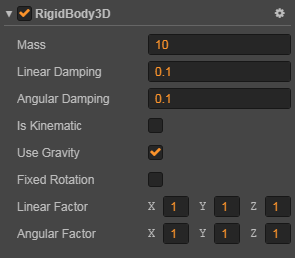 RigidBody3D
Mass 10
Linear Damping 0.1
Angular Damping 0.1
Is Kinematic
Use Gravity
Fixed Rotation
Linear Factor X 1 Y 1 Z 1
Angular Factor X 1 Y 1 Z 1